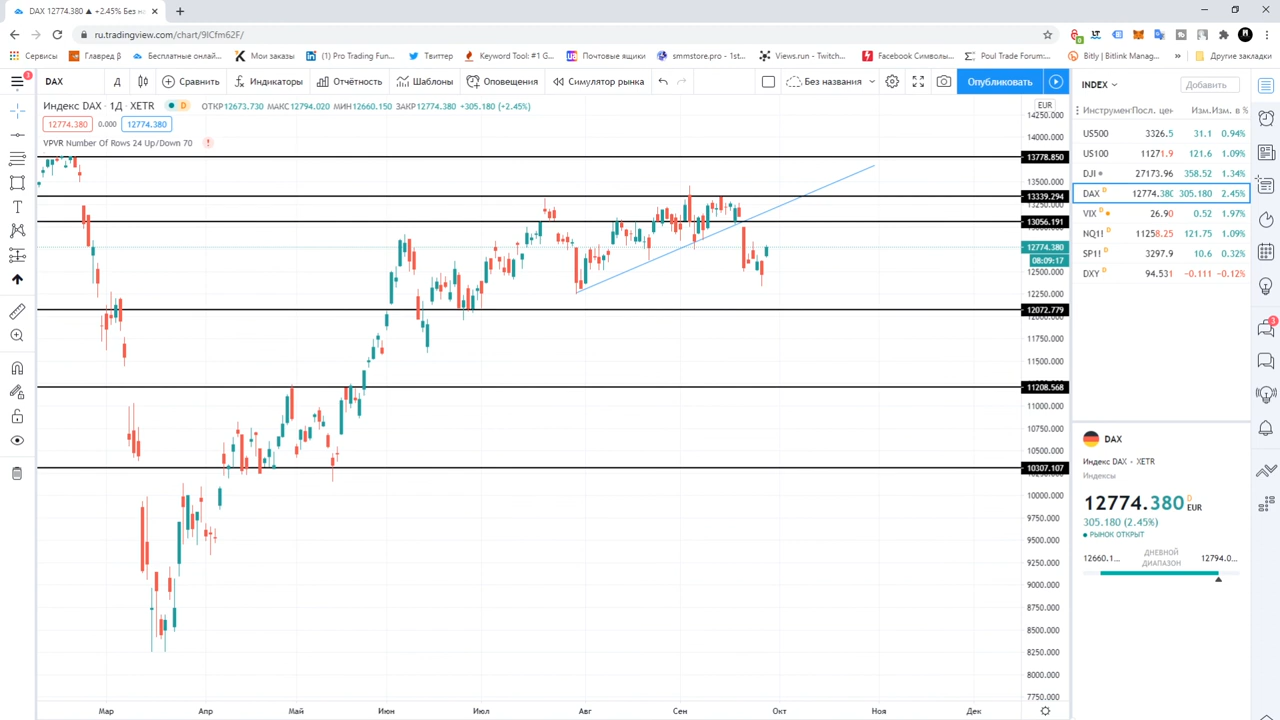 DAX 12774.380 ▲ +2.45% Без н
ru.tradingview.com/chart/9ICfm62F/
Сервисы Главред β Бесплатные онлайн... Мои заказы (1) Pro.Trading Fun... Твиттер Keyword Tool: #1 G... Почтовые ящики smmstore.pro - 1st... Views.run - Twitch... Facebook Символы... Poul Trade Forum:... Bitly | Bitlink Manag... » Другие закладки
DAX Д Сравнить Индикаторы Отчётность Шаблоны Оповещения Симулятор рынка Без названия Опубликовать
Индекс DAX · 1Д · XETR D ОТКР12673.730 МАКС12794.020 МИН12660.150 ЗАКР12774.380 +305.180 (+2.45%)
12774.380 0.000 12774.380
VPVR Number Of Rows 24 Up/Down 70 !
EUR
14250.000
14000.000
13778.850
13500.000
13339.294
13056.191
12774.380
08:09:17
12500.000
12250.000
12072.779
11750.000
11500.000
11208.568
11000.000
10750.000
10500.000
10307.107
10000.000
9750.000
9500.000
9250.000
9000.000
8750.000
8500.000
8250.000
8000.000
7750.000
Мар Апр Май Июн Июл Авг Сен Окт Ноя Дек
INDEX Добавить
Инструмен Посл. цен Изм. Изм. в %
US500 3326.5 31.1 0.94%
US100 11271.9 121.6 1.09%
DJI 27173.96 358.52 1.34%
DAX D 12774.380 305.180 2.45%
VIX D 26.90 0.52 1.97%
NQ1! D 11258.25 121.75 1.09%
SP1! D 3297.9 10.6 0.32%
DXY D 94.531 -0.111 -0.12%
DAX
Индекс DAX • XETR
Индексы
12774.380 D EUR
305.180 (2.45%)
РЫНОК ОТКРЫТ
12660.1... ДНЕВНОЙ ДИАПАЗОН 12794.0...